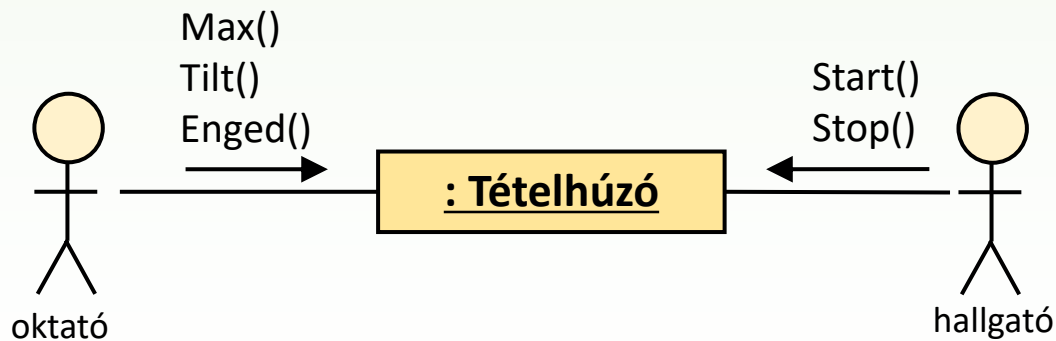 Max()
Tilt()
Enged()
Start()
Stop()
: Tételhúzó
oktató
hallgató